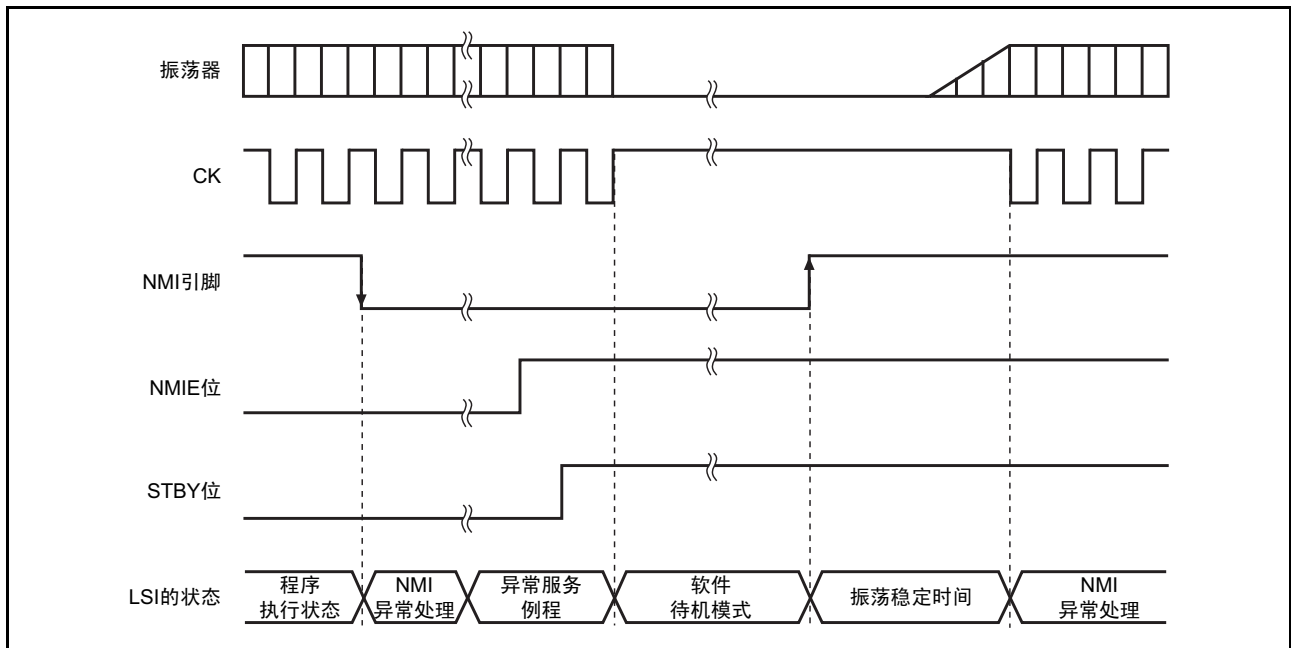 振荡器
CK
NMI引脚
NMIE位
STBY位
LSI的状态
程序
执行状态
NMI
异常处理
异常服务
例程
软件
待机模式
振荡稳定时间
NMI
异常处理